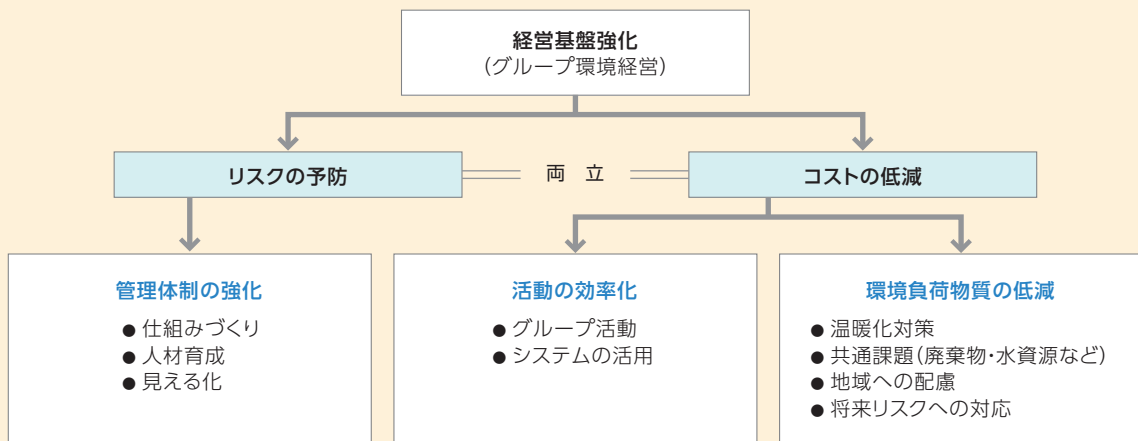 経営基盤強化
(グループ環境経営)
リスクの予防
両 立
コストの低減
管理体制の強化
● 仕組みづくり
● 人材育成
● 見える化
活動の効率化
● グループ活動
● システムの活用
環境負荷物質の低減
● 温暖化対策
● 共通課題(廃棄物・水資源など)
● 地域への配慮
● 将来リスクへの対応